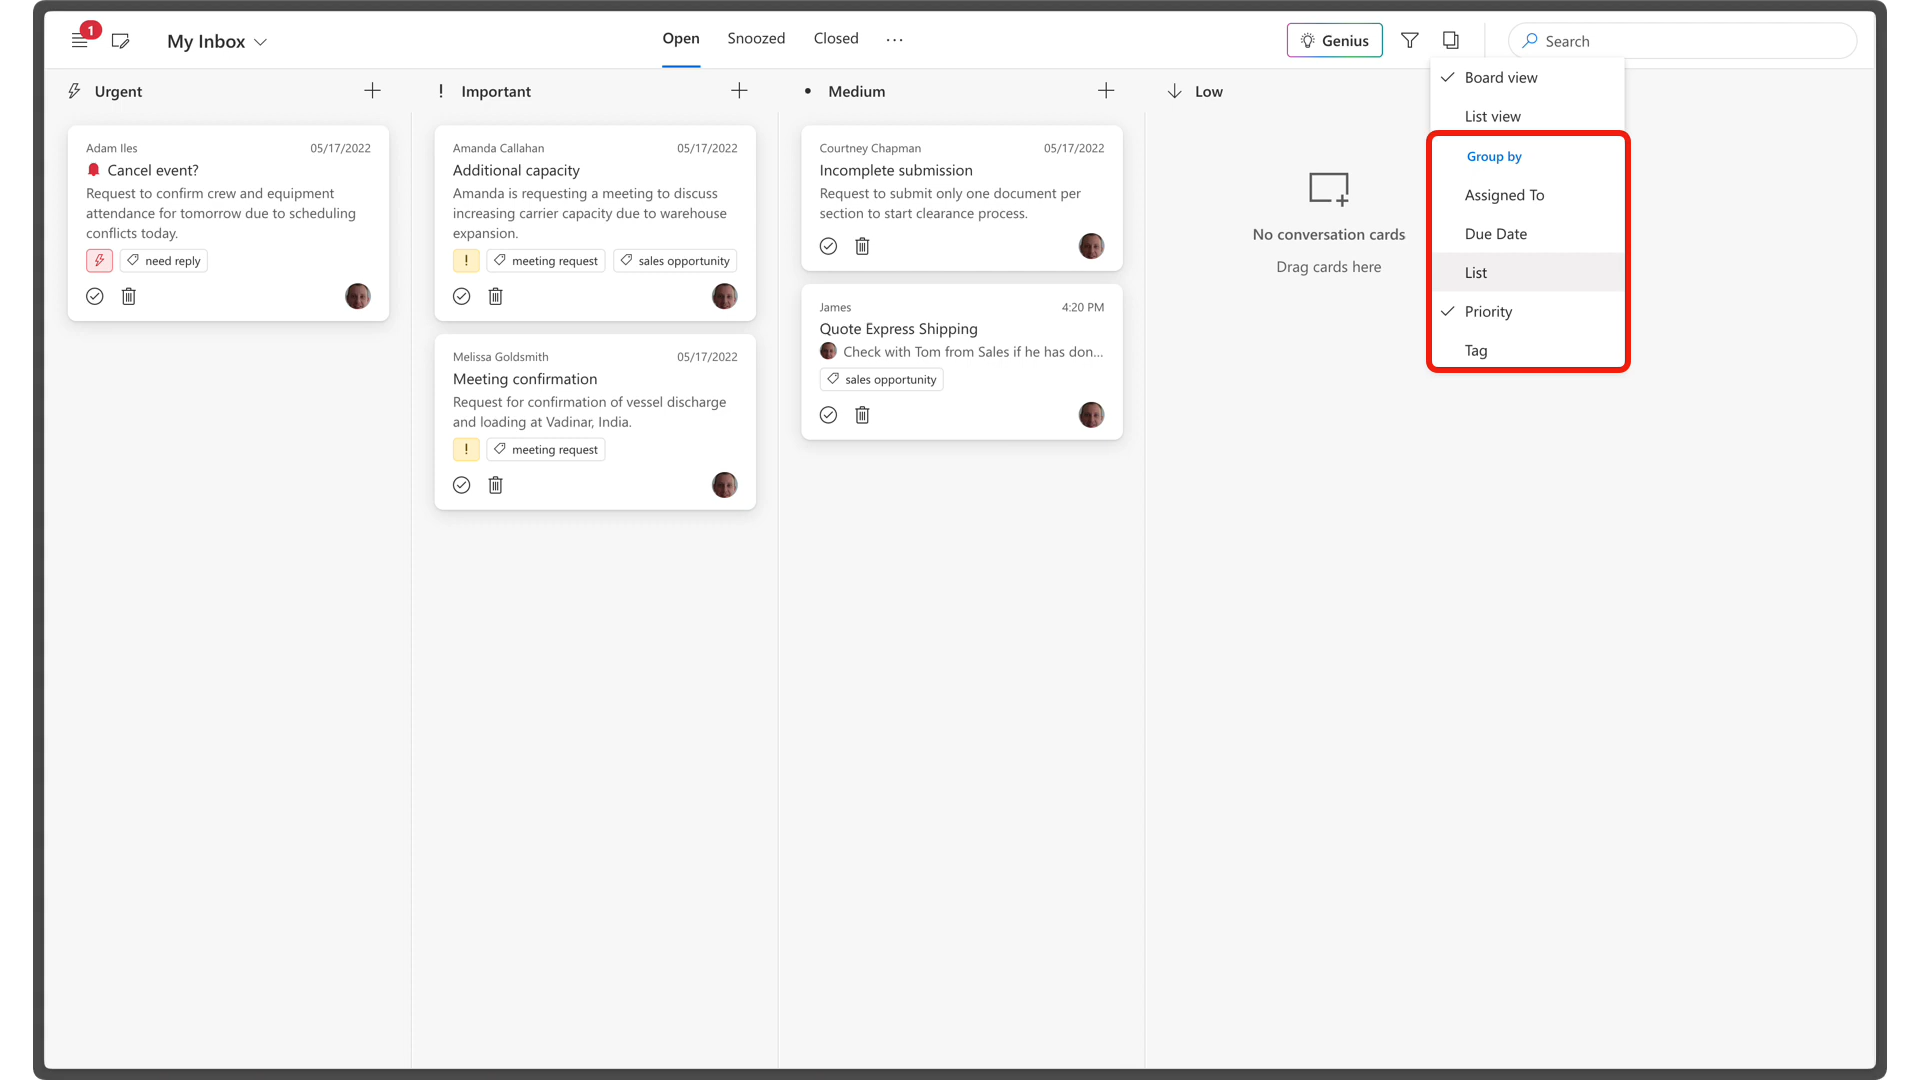 1
My Inbox
Open
Snoozed
Closed
Genius
Search
Urgent
! Important
Medium
Low
Board view
List view
Group by
Assigned To
Due Date
List
Priority
Tag
Adam Iles 05/17/2022
Cancel event?
Request to confirm crew and equipment
attendance for tomorrow due to scheduling
conflicts today.
need reply
Amanda Callahan 05/17/2022
Additional capacity
Amanda is requesting a meeting to discuss
increasing carrier capacity due to warehouse
expansion.
! meeting request sales opportunity
Melissa Goldsmith 05/17/2022
Meeting confirmation
Request for confirmation of vessel discharge
and loading at Vadinar, India.
! meeting request
Courtney Chapman 05/17/2022
Incomplete submission
Request to submit only one document per
section to start clearance process.
James 4:20 PM
Quote Express Shipping
Check with Tom from Sales if he has don...
sales opportunity
No conversation cards
Drag cards here